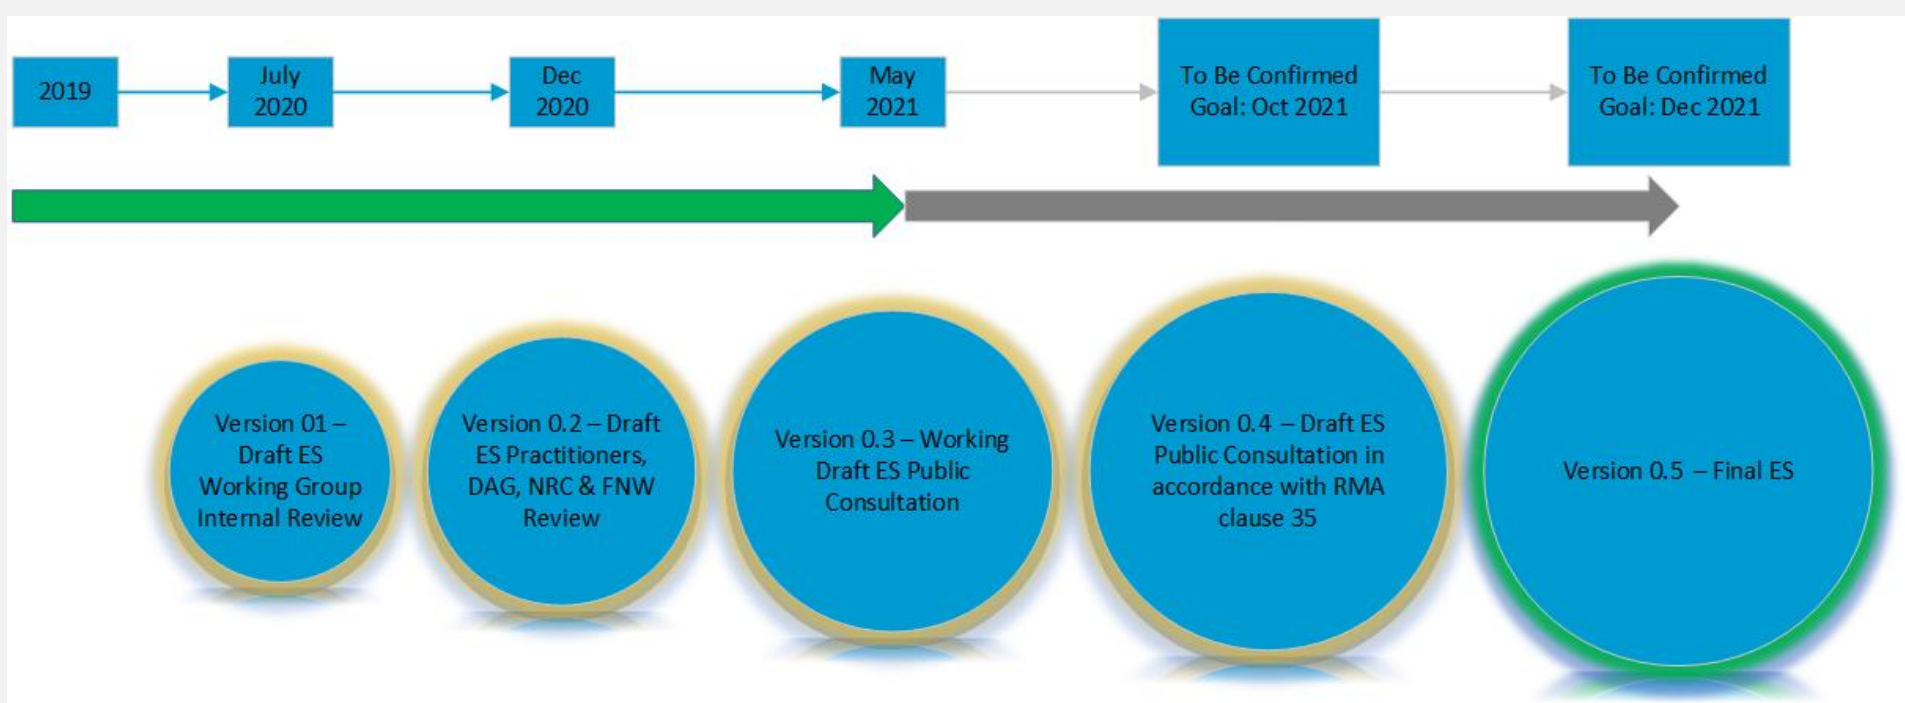 2019
July
2020
Dec
2020
May
2021
To Be Confirmed
Goal: Oct 2021
To Be Confirmed
Goal: Dec 2021
Version 01 –
Draft ES
Working Group
Internal Review
Version 0.2 – Draft
ES Practitioners,
DAG, NRC & FNW
Review
Version 0.3 – Working
Draft ES Public
Consultation
Version 0.4 – Draft ES
Public Consultation in
accordance with RMA
clause 35
Version 0.5 – Final ES